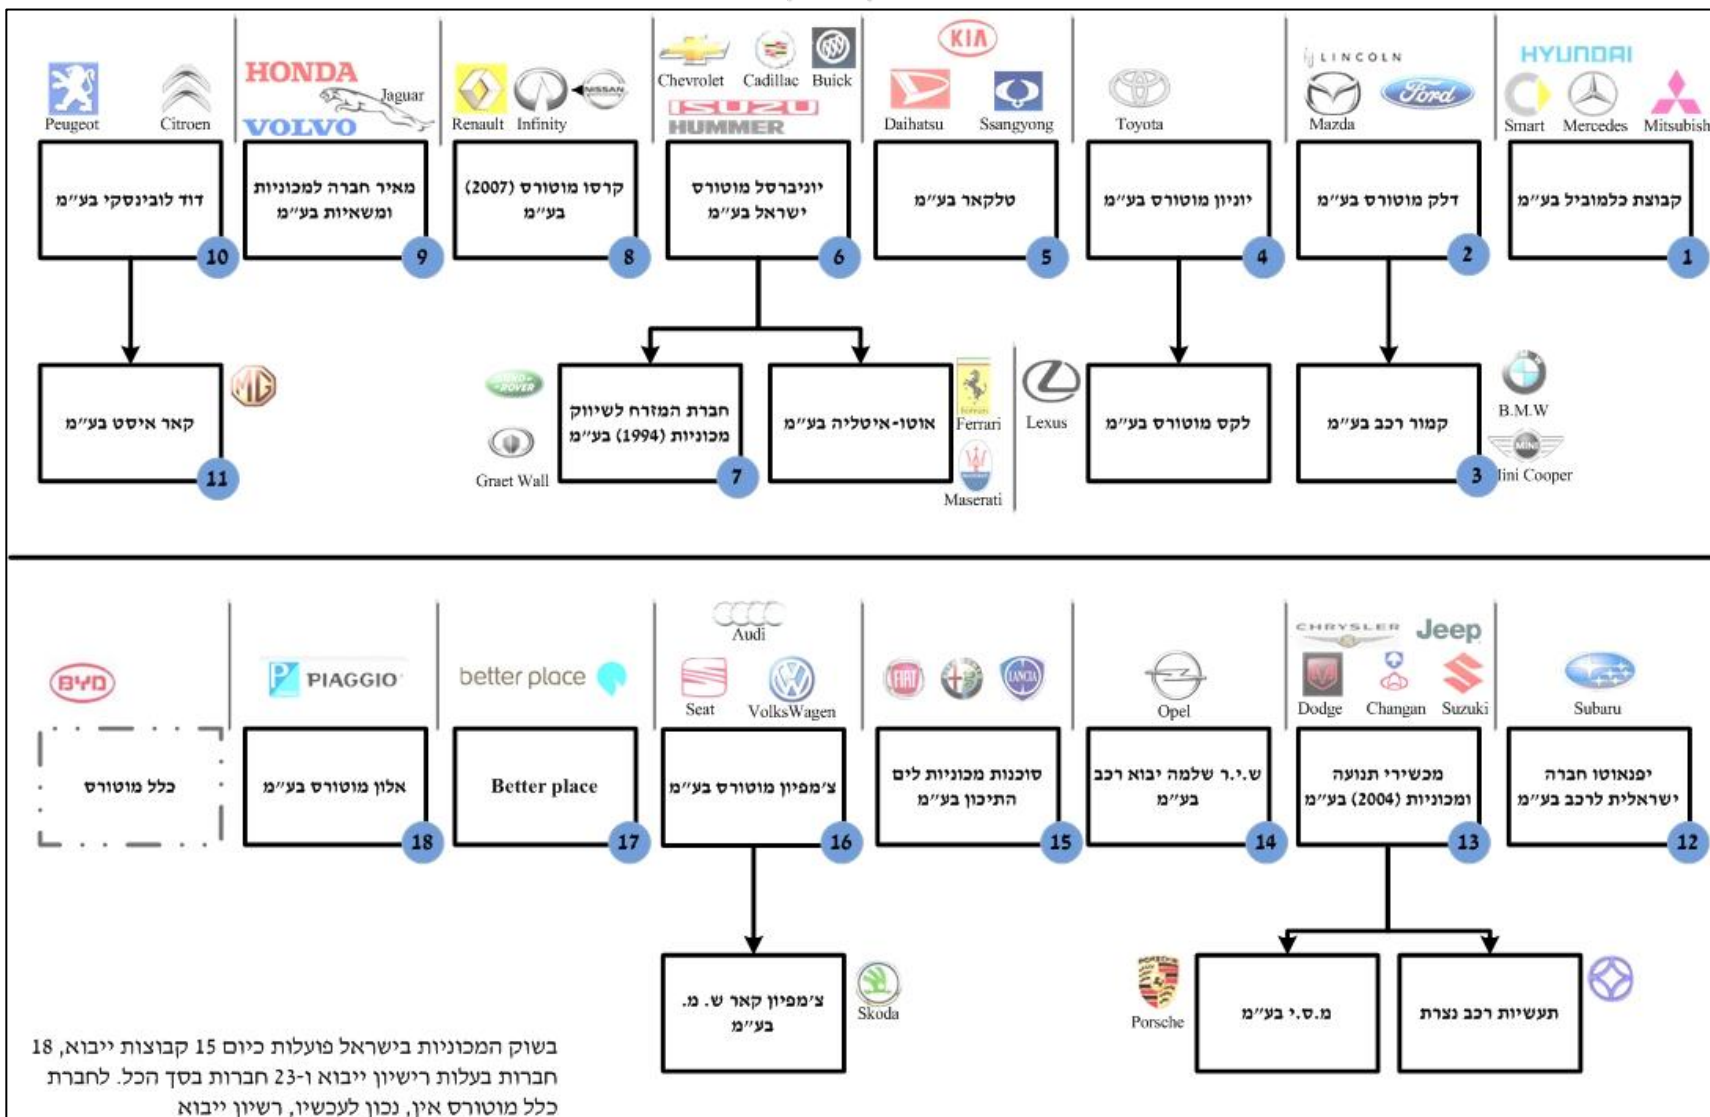 HYUNDAI
Smart
Mercedes
Mitsubish
קבוצת כלמוביל בע״מ
1
LINCOLN
Mazda
Ford
דלק מוטורס בע״מ
2
Toyota
יוניון מוטורס בע״מ
4
KIA
Daihatsu
Ssangyong
טלקאר בע״מ
5
Chevrolet
Cadillac
Buick
ISUZU
HUMMER
יוניברסל מוטורס
ישראל בע״מ
6
Renault
Infinity
NISSAN
קרסו מוטורס (2007)
בע״מ
8
HONDA
Jaguar
VOLVO
מאיר חברה למכוניות
ומשאיות בע״מ
9
Peugeot
Citroen
דוד לובינסקי בע״מ
10
B.M.W
ini Cooper
MINI
קמור רכב בע״מ
3
Lexus
לקס מוטורס בע״מ
Ferrari
Maserati
אוטו-איטליה בע״מ
חברת המזרח לשיווק
מכוניות (1994) בע״מ
7
ROVER
Graet Wall
MG
קאר איסט בע״מ
11
Subaru
יפנאוטו חברה
ישראלית לרכב בע״מ
12
CHRYSLER
Jeep
Dodge
Changan
Suzuki
מכשירי תנועה
ומכוניות (2004) בע״מ
13
Opel
ש.י.ר שלמה יבוא רכב
בע״מ
14
FIAT
LANCIA
סוכנות מכוניות לים
התיכון בע״מ
15
Audi
Seat
VolksWagen
צ׳מפיון מוטורס בע״מ
16
better place
Better place
17
PIAGGIO
אלון מוטורס בע״מ
18
BYD
כלל מוטורס
תעשיות רכב נצרת
PORSCHE
Porsche
מ.ס.י בע״מ
Skoda
צ׳מפיון קאר ש. מ.
בע״מ
בשוק המכוניות בישראל פועלות כיום 15 קבוצות ייבוא, 18
חברות בעלות רישיון ייבוא ו-23 חברות בסך הכל. לחברת
כלל מוטורס אין, נכון לעכשיו, רשיון ייבוא